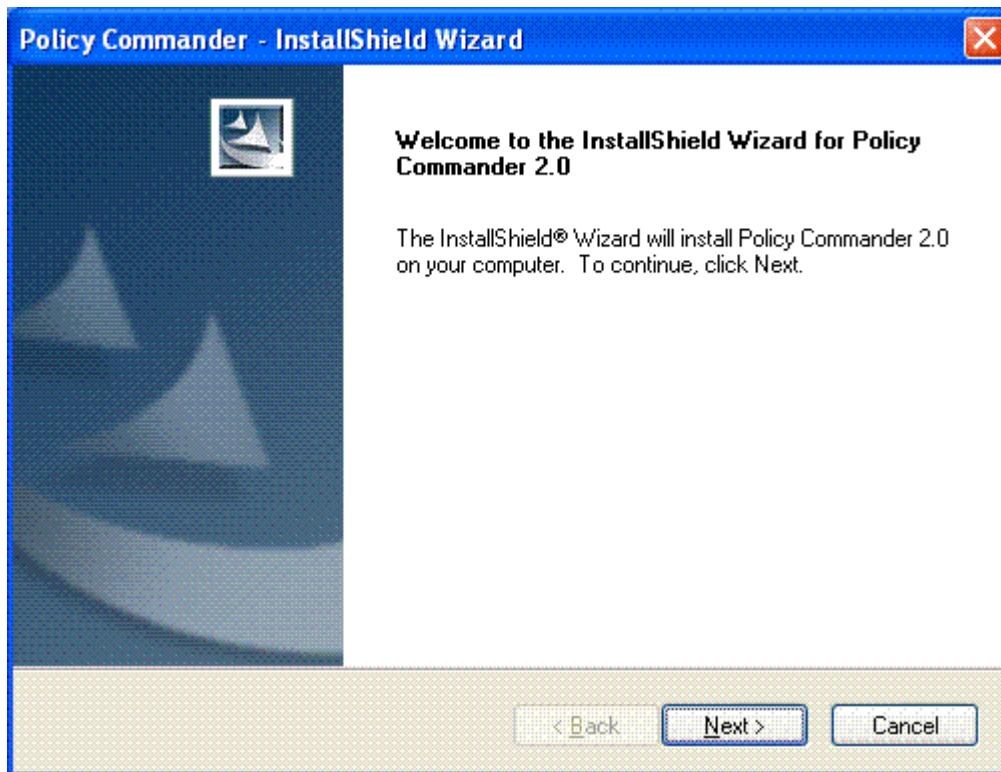 Policy Commander - InstallShield Wizard
Welcome to the InstallShield Wizard for Policy
Commander 2.0
The InstallShield® Wizard will install Policy Commander 2.0
on your computer. To continue, click Next.
< Back
Next >
Cancel